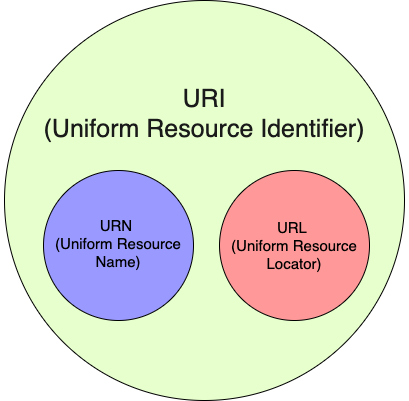 URI
(Uniform Resource Identifier)
URN
(Uniform Resource
Name)
URL
(Uniform Resource
Locator)